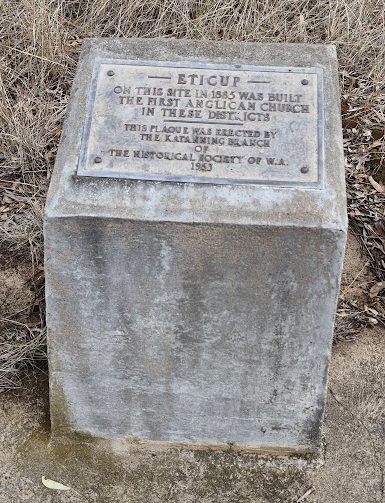 — ETICUP —
ON THIS SITE IN 1885 WAS BUILT
THE FIRST ANGLICAN CHURCH
IN THESE DISTRICTS
THIS PLAQUE WAS ERECTED BY
THE KATANNING BRANCH
OF
THE HISTORICAL SOCIETY OF W.A.
1953